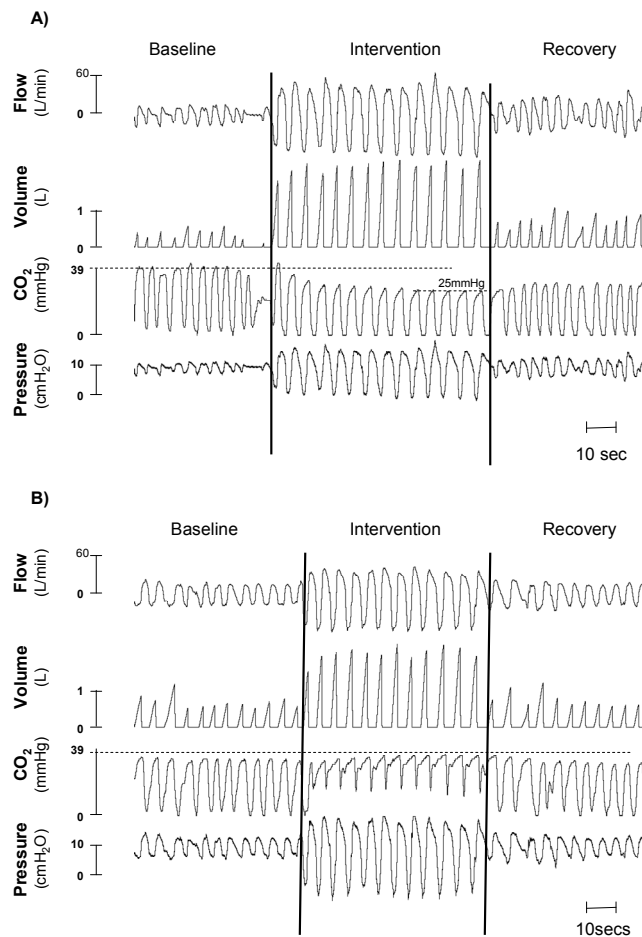 A)
Baseline Intervention Recovery
Flow
(L/min)
60
0
Volume
(L)
1
0
CO2
(mmHg)
39
0
25mmHg
Pressure
(cmH2O)
10
0
10 sec
B)
Baseline Intervention Recovery
Flow
(L/min)
60
0
Volume
(L)
1
0
CO2
(mmHg)
39
0
Pressure
(cmH2O)
10
0
10secs